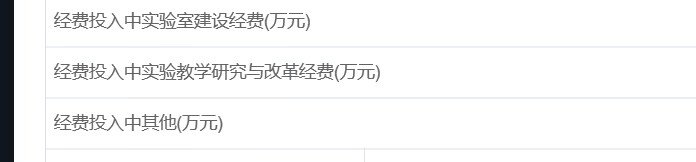 经费投入中实验室建设经费(万元)
经费投入中实验教学研究与改革经费(万元)
经费投入中其他(万元)